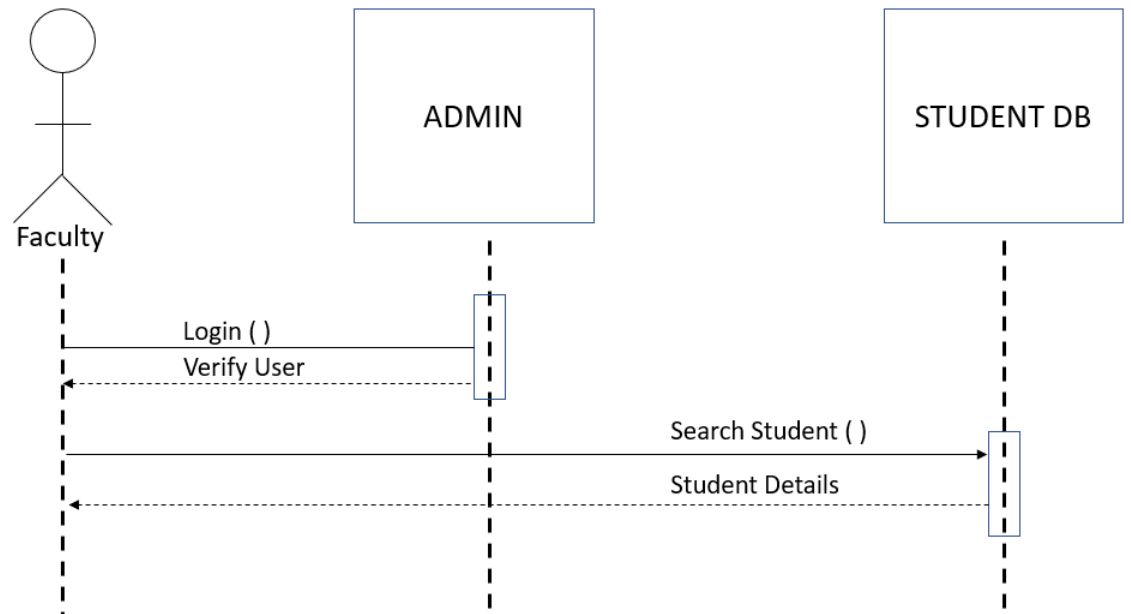 ADMIN
STUDENT DB
Faculty
Login ( )
Verify User
Search Student ( )
Student Details